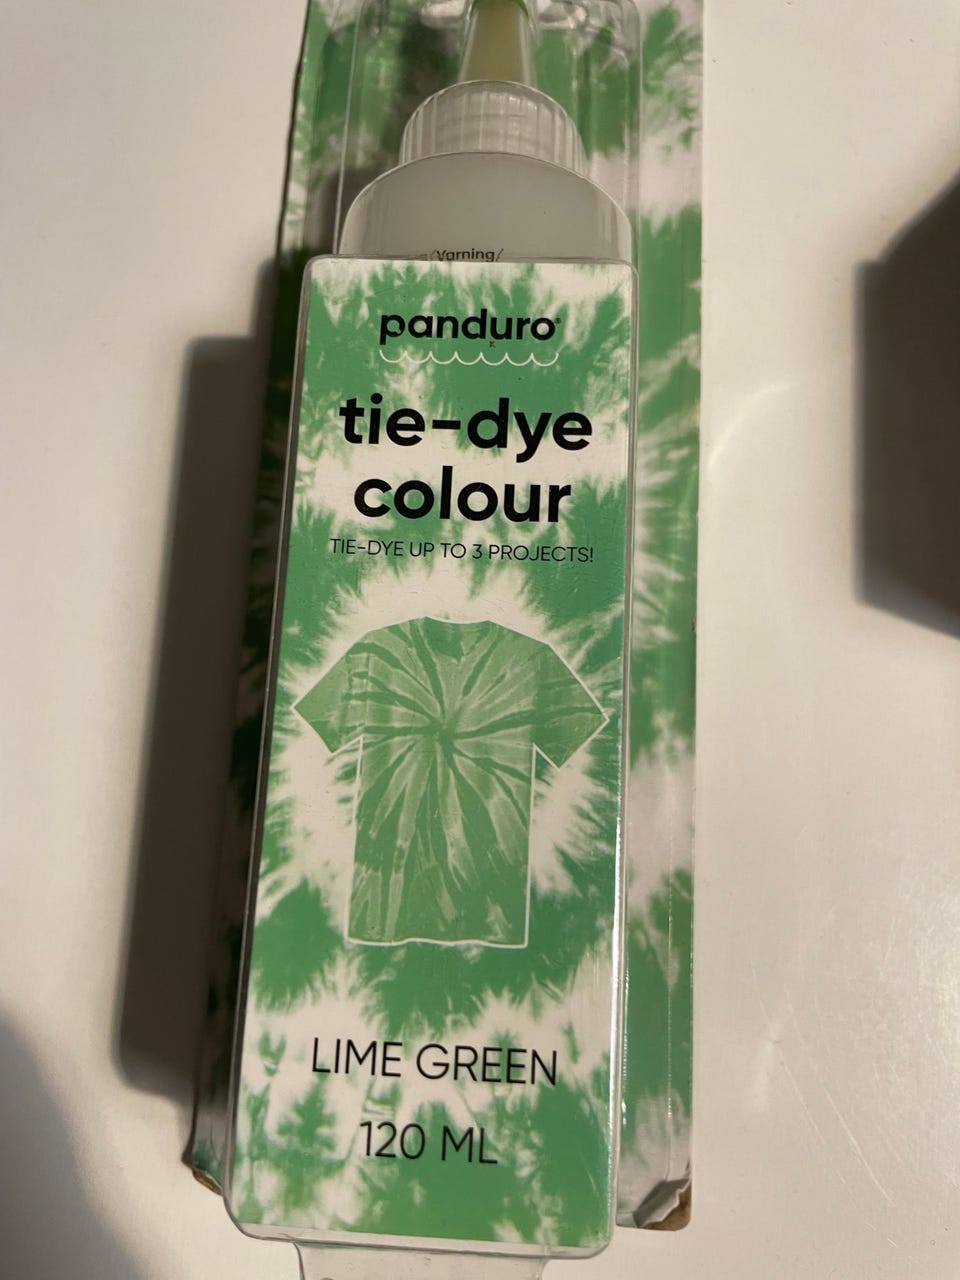 Varning/
panduro
tie-dye
colour
TIE-DYE UP TO 3 PROJECTS!
LIME GREEN
120 ML